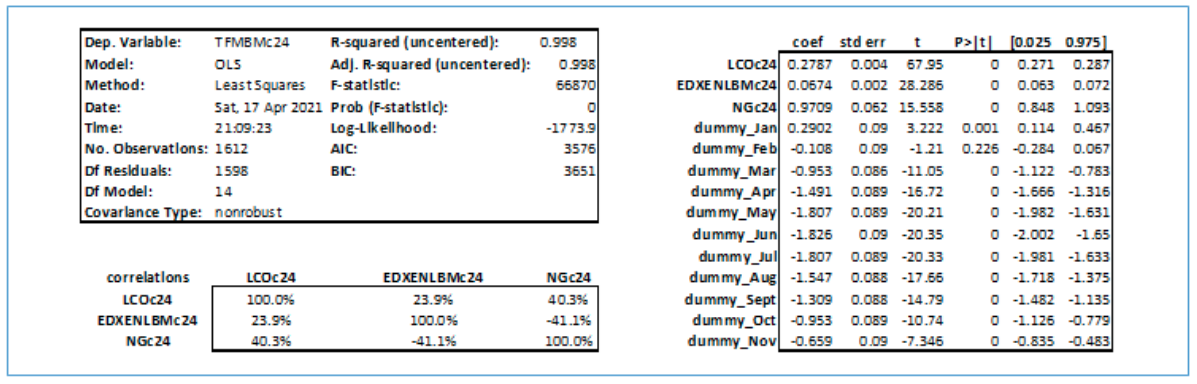 Dep. Variable: TFMBMc24 R-squared (uncentered): 0.998
Model: OLS Adj. R-squared (uncentered): 0.998
Method: Least Squares F-statistic: 66870
Date: Sat, 17 Apr 2021 Prob (F-statistic): 0
Time: 21:09:23 Log-Likelihood: -1773.9
No. Observations: 1612 AIC: 3576
Df Residuals: 1598 BIC: 3651
Df Model: 14
Covariance Type: nonrobust
correlations LCOc24 EDXENLBMc24 NGc24
LCOc24 100.0% 23.9% 40.3%
EDXENLBMc24 23.9% 100.0% -41.1%
NGc24 40.3% -41.1% 100.0%
coef std err t P>|t| [0.025 0.975]
LCOc24 0.2787 0.004 67.95 0 0.271 0.287
EDXENLBMc24 0.0674 0.002 28.286 0 0.063 0.072
NGc24 0.9709 0.062 15.558 0 0.848 1.093
dummy_Jan 0.2902 0.09 3.222 0.001 0.114 0.467
dummy_Feb -0.108 0.09 -1.21 0.226 -0.284 0.067
dummy_Mar -0.953 0.086 -11.05 0 -1.122 -0.783
dummy_Apr -1.491 0.089 -16.72 0 -1.666 -1.316
dummy_May -1.807 0.089 -20.21 0 -1.982 -1.631
dummy_Jun -1.826 0.09 -20.35 0 -2.002 -1.65
dummy_Jul -1.807 0.089 -20.33 0 -1.981 -1.633
dummy_Aug -1.547 0.088 -17.66 0 -1.718 -1.375
dummy_Sept -1.309 0.088 -14.79 0 -1.482 -1.135
dummy_Oct -0.953 0.089 -10.74 0 -1.126 -0.779
dummy_Nov -0.659 0.09 -7.346 0 -0.835 -0.483